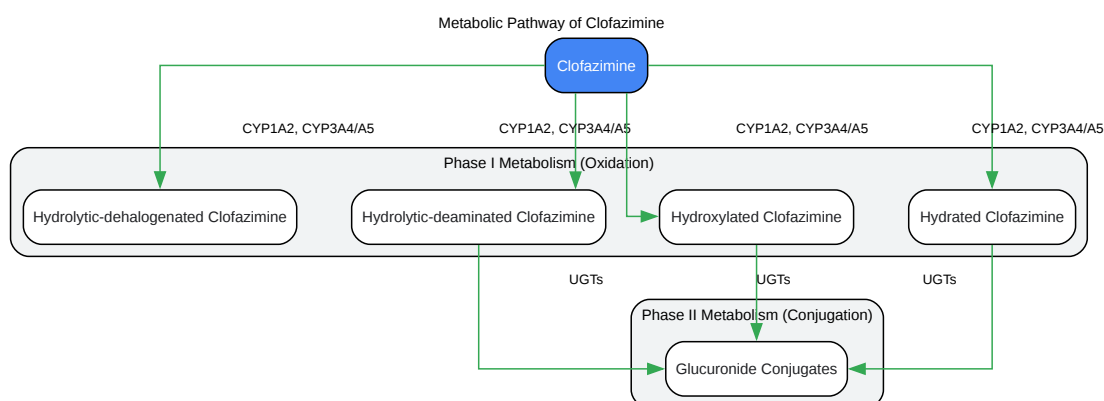 Metabolic Pathway of Clofazimine
Clofazimine
CYP1A2, CYP3A4/A5
CYP1A2, CYP3A4/A5
CYP1A2, CYP3A4/A5
CYP1A2, CYP3A4/A5
Phase I Metabolism (Oxidation)
Hydrolytic-dehalogenated Clofazimine
Hydrolytic-deaminated Clofazimine
Hydroxylated Clofazimine
Hydrated Clofazimine
UGTs
UGTs
UGTs
Phase II Metabolism (Conjugation)
Glucuronide Conjugates